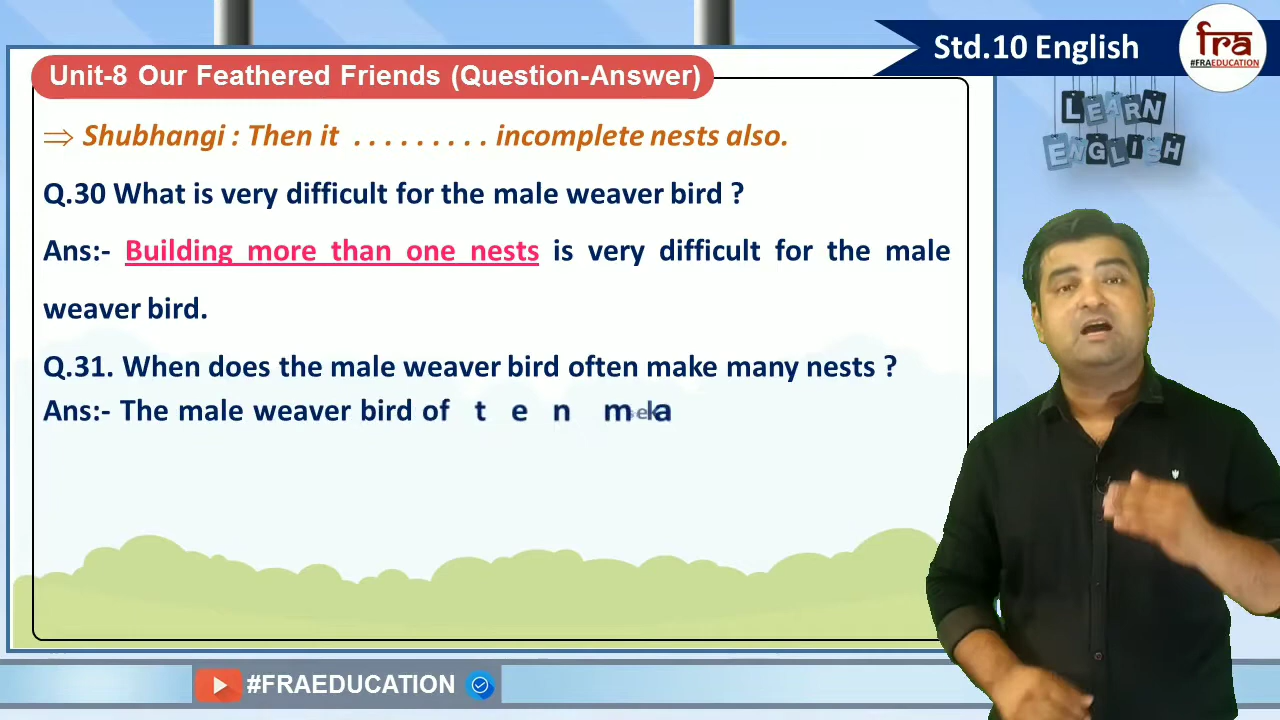 Std.10 English
fra
#FRAEDUCATION
Unit-8 Our Feathered Friends (Question-Answer)
LEARN
ENGLISH
⇒ Shubhangi : Then it . . . . . . . . . incomplete nests also.
Q.30 What is very difficult for the male weaver bird ?
Ans:- Building more than one nests is very difficult for the male
weaver bird.
Q.31. When does the male weaver bird often make many nests ?
Ans:- The male weaver bird of t e n
#FRAEDUCATION